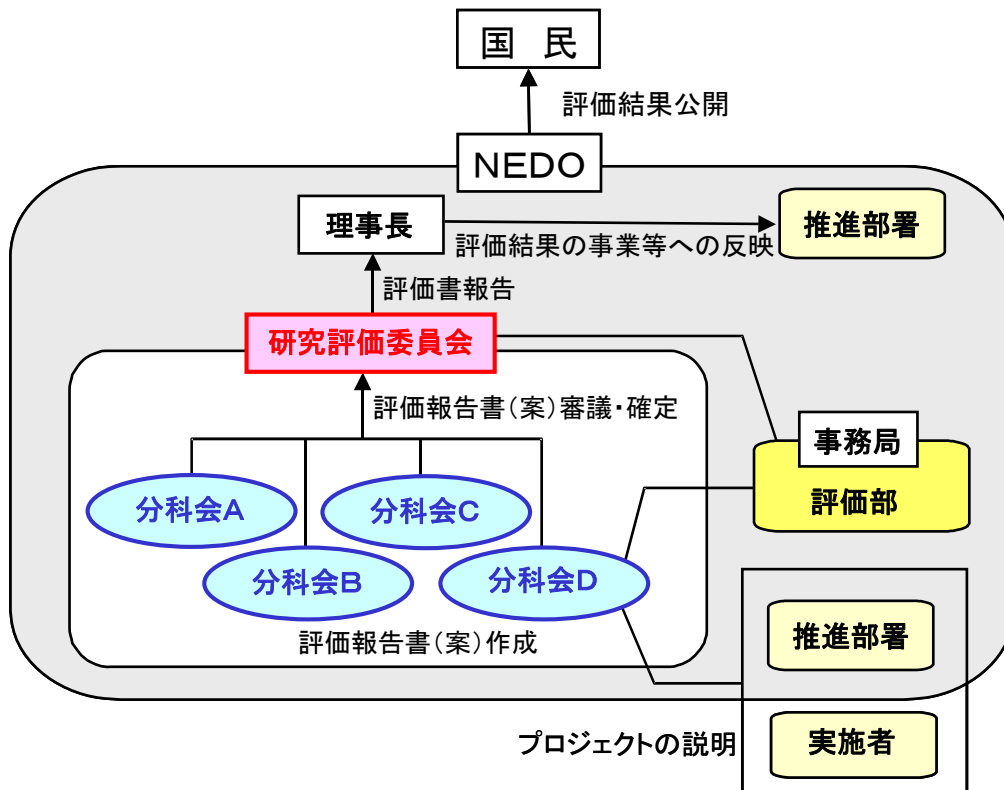 国　民
評価結果公開
NEDO
理事長
推進部署
評価結果の事業等への反映
評価書報告
研究評価委員会
評価報告書(案)審議・確定
事務局
評価部
分科会A
分科会C
分科会B
分科会D
評価報告書(案)作成
推進部署
プロジェクトの説明
実施者